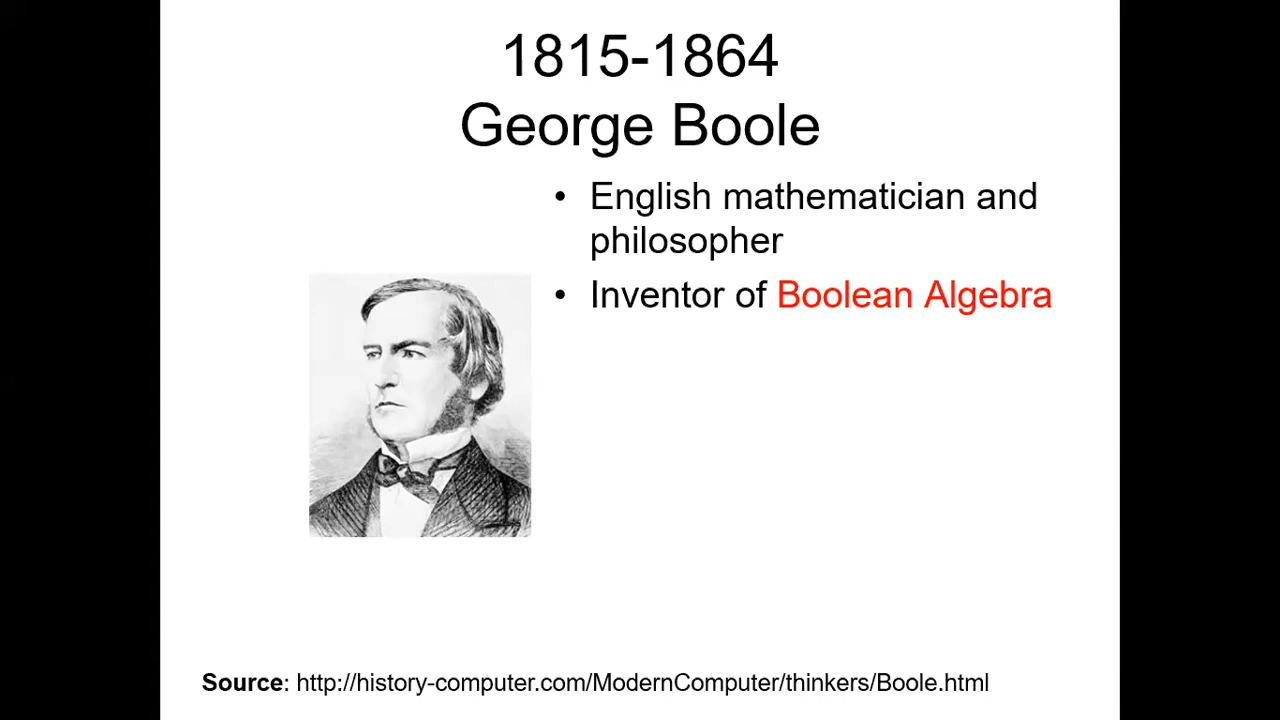 1815-1864
George Boole
• English mathematician and
philosopher
• Inventor of Boolean Algebra
Source: http://history-computer.com/ModernComputer/thinkers/Boole.html